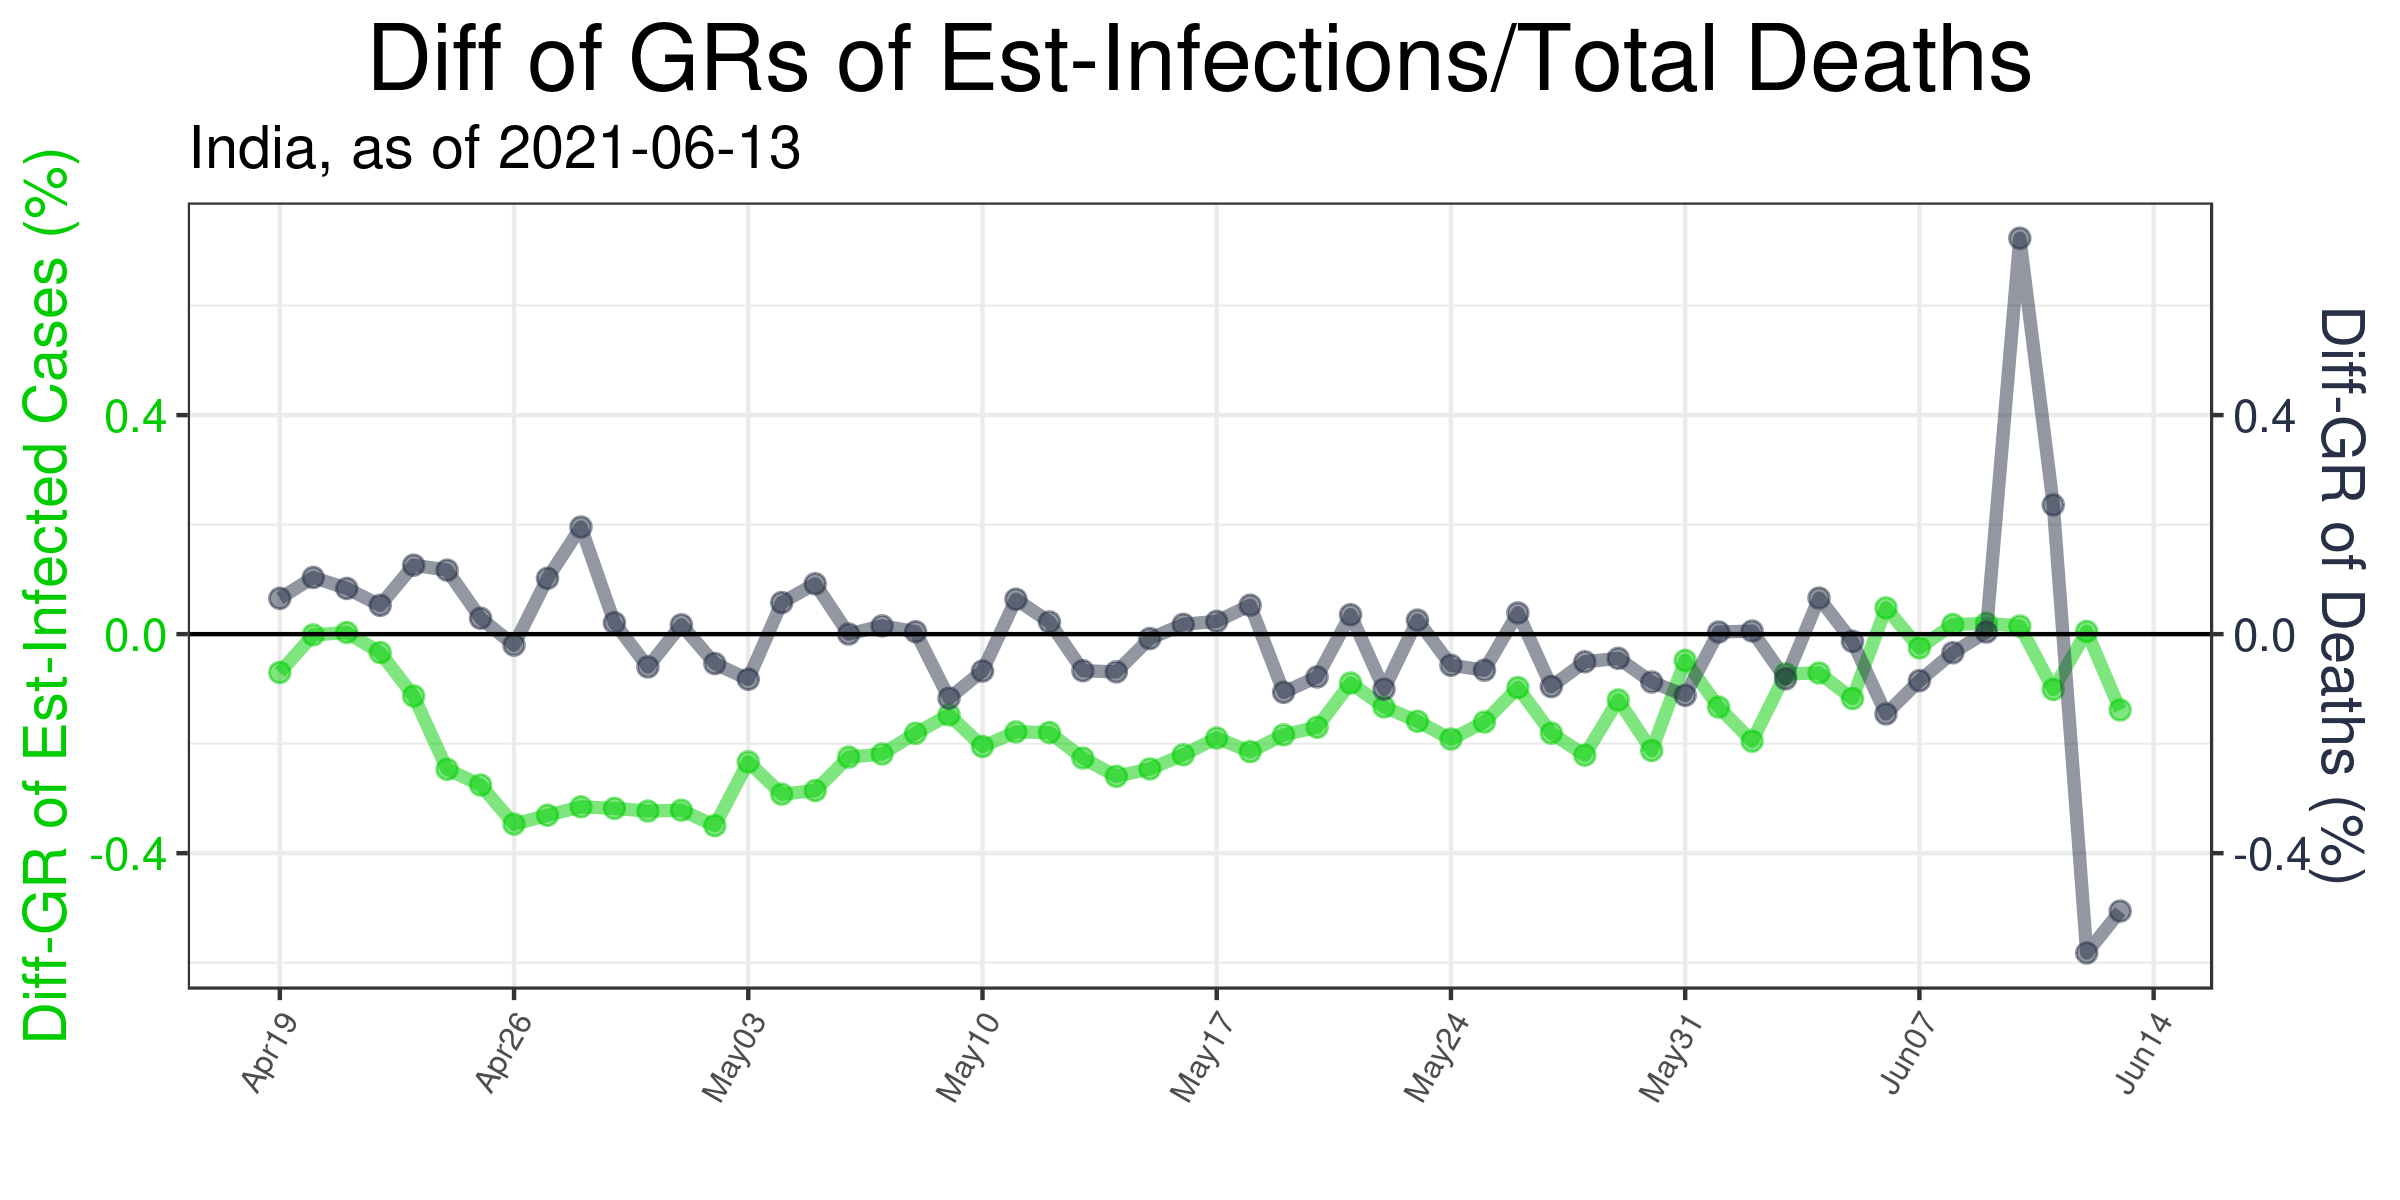 Diff of GRs of Est-Infections/Total Deaths
India, as of 2021-06-13
Diff-GR of Est-Infected Cases (%)
0.4
0.0
-0.4
0.4
0.0
-0.4
Diff-GR of Deaths (%)
Apr19
Apr26
May03
May10
May17
May24
May31
Jun07
Jun14